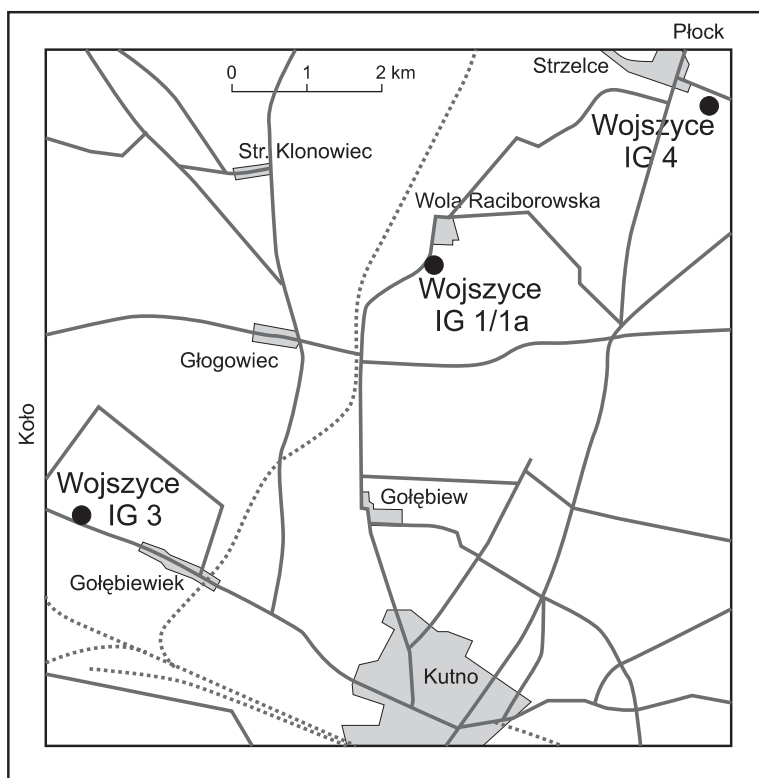 Płock
0 1 2 km
Strzelce
Wojszyce
IG 4
Str. Klonowiec
Wola Raciborowska
Wojszyce
IG 1/1a
Głogowiec
Koło
Wojszyce
IG 3
Gołębiew
Gołębiewiek
Kutno